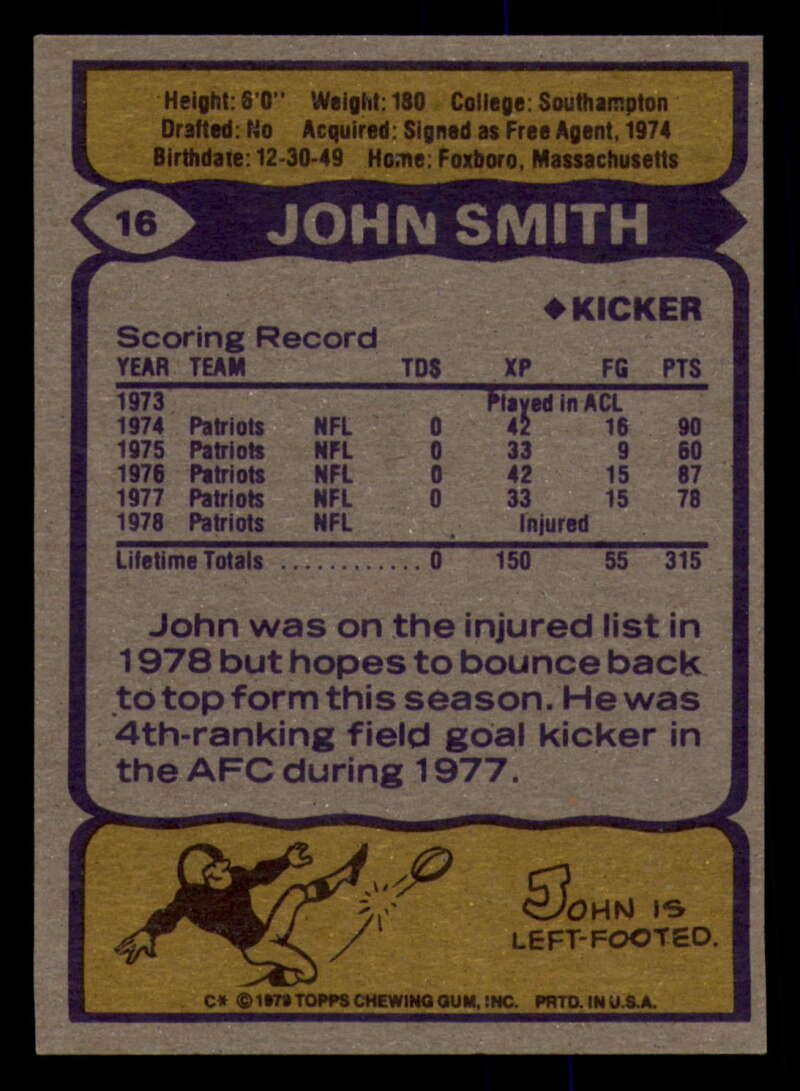 Height: 6'0" Weight: 180 College: Southampton
Drafted: No Acquired: Signed as Free Agent, 1974
Birthdate: 12-30-49 Home: Foxboro, Massachusetts
16 JOHN SMITH
◆KICKER
Scoring Record
YEAR TEAM TDS XP FG PTS
1973 Played in ACL
1974 Patriots NFL 0 42 16 90
1975 Patriots NFL 0 33 9 60
1976 Patriots NFL 0 42 15 87
1977 Patriots NFL 0 33 15 78
1978 Patriots NFL Injured
Lifetime Totals ............ 0 150 55 315
John was on the injured list in
1978 but hopes to bounce back
to top form this season. He was
4th-ranking field goal kicker in
the AFC during 1977.
JOHN IS
LEFT-FOOTED.
C* © 1979 TOPPS CHEWING GUM, INC. PRTD. IN U.S.A.